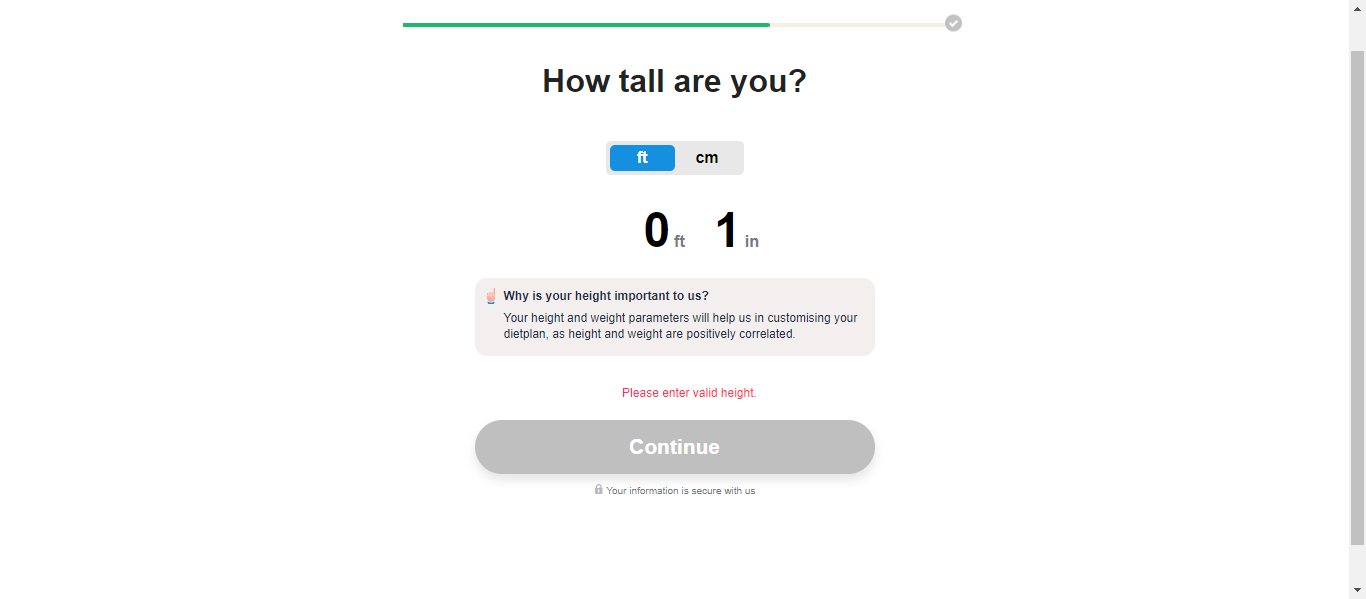 How tall are you?
ft cm
0 ft 1 in
Why is your height important to us?
Your height and weight parameters will help us in customising your
dietplan, as height and weight are positively correlated.
Please enter valid height.
Continue
Your information is secure with us